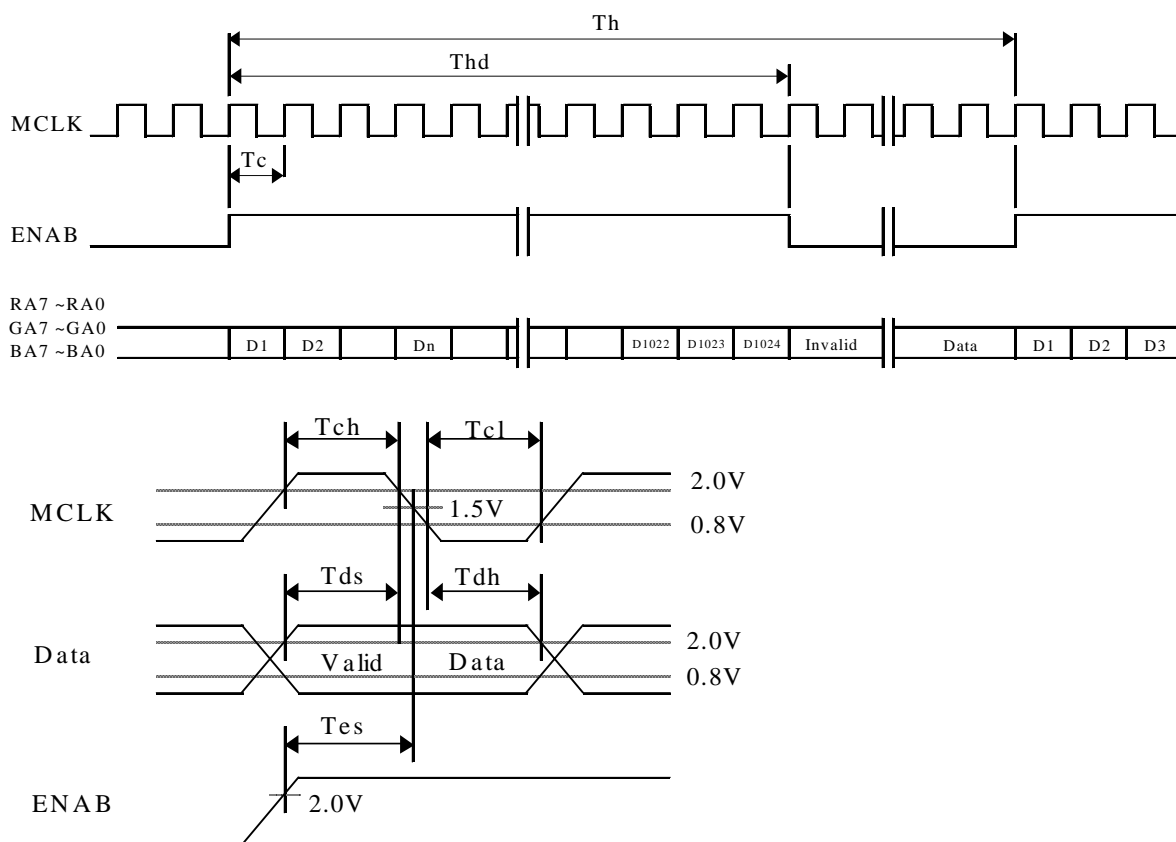 Th
Thd
MCLK
Tc
ENAB
RA7 ~RA0
GA7 ~GA0
BA7 ~BA0 D1 D2 Dn D1022 D1023 D1024 Invalid Data D1 D2 D3
Tch Tcl
MCLK 2.0V
1.5V
0.8V
Tds Tdh
Data 2.0V
Valid Data
0.8V
Tes
ENAB 2.0V